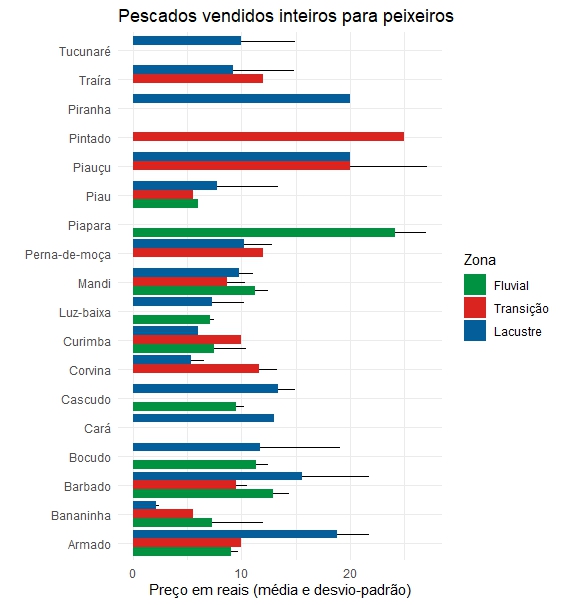 Pescados vendidos inteiros para peixeiros
Tucunaré
Traíra
Piranha
Pintado
Piauçu
Piau
Piapara
Perna-de-moça
Mandi
Luz-baixa
Curimba
Corvina
Cascudo
Cará
Bocudo
Barbado
Bananinha
Armado
0 10 20
Preço em reais (média e desvio-padrão)
Zona
Fluvial
Transição
Lacustre